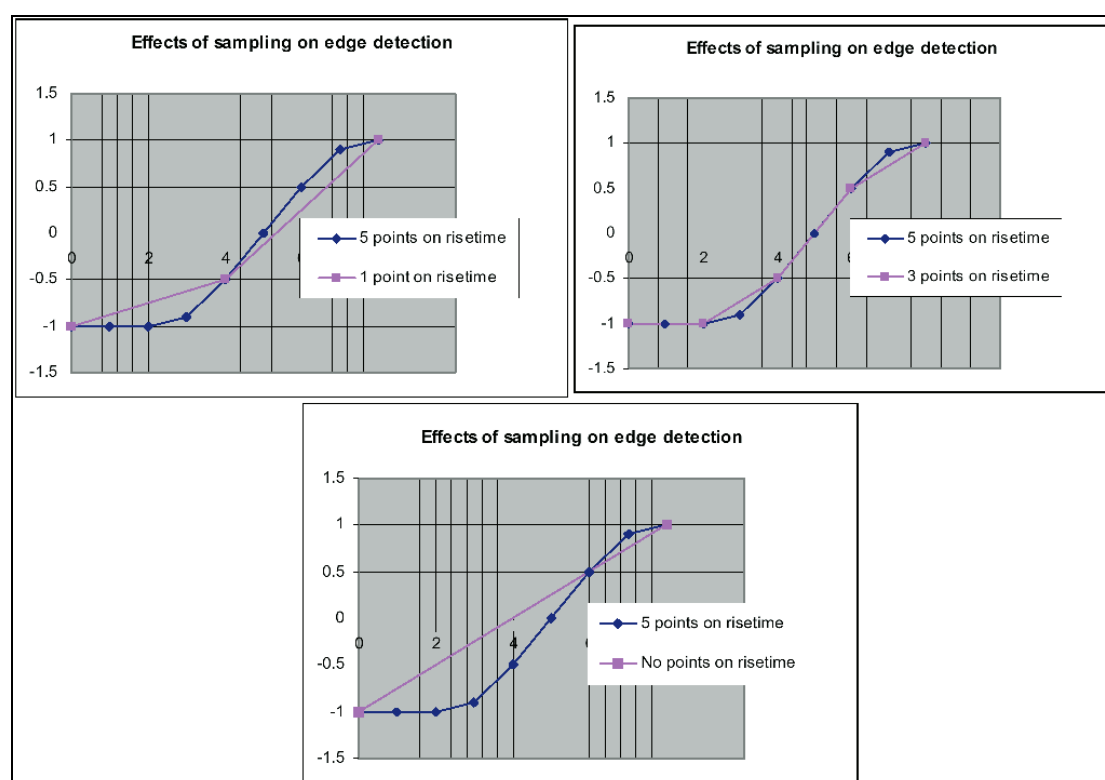 Effects of sampling on edge detection
1.5
1
0.5
0
-0.5
-1
-1.5
0 2 4
5 points on risetime
1 point on risetime
Effects of sampling on edge detection
1.5
1
0.5
0
-0.5
-1
-1.5
0 2 4 6
5 points on risetime
3 points on risetime
Effects of sampling on edge detection
1.5
1
0.5
0
-0.5
-1
-1.5
0 2 4
5 points on risetime
No points on risetime